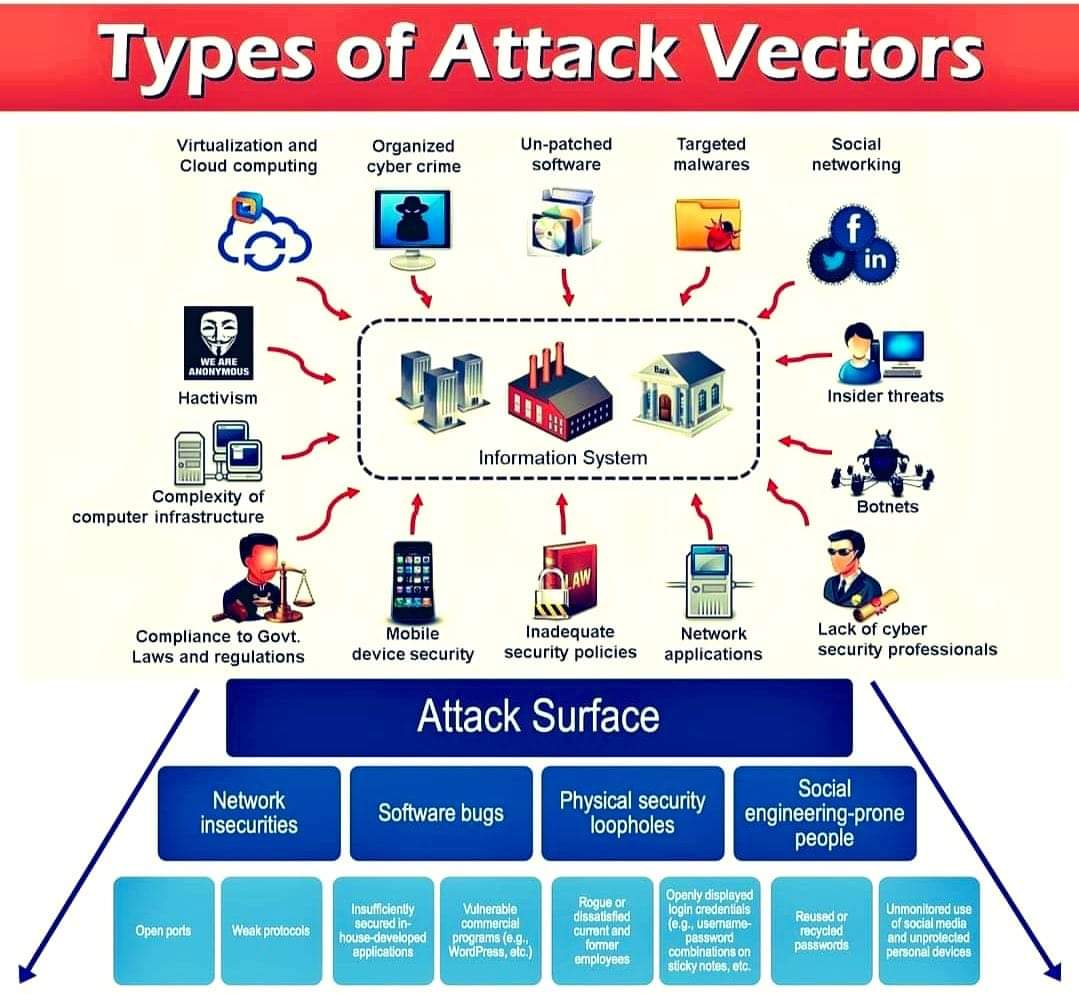 Types of Attack Vectors
Virtualization and
Cloud computing
Organized
cyber crime
Un-patched
software
Targeted
malwares
Social
networking
f
in
WE ARE
ANONYMOUS
Hactivism
Bank
Information System
Insider threats
Complexity of
computer infrastructure
Botnets
LAW
Compliance to Govt.
Laws and regulations
Mobile
device security
Inadequate
security policies
Network
applications
Lack of cyber
security professionals
Attack Surface
Network
insecurities
Software bugs
Physical security
loopholes
Social
engineering-prone
people
Open ports
Weak protocols
Insufficiently
secured in-
house-developed
applications
Vulnerable
commercial
programs (e.g.,
WordPress, etc.)
Rogue or
dissatisfied
current and
former
employees
Openly displayed
login credentials
(e.g., username-
password
combinations on
sticky notes, etc.
Reused or
recycled
passwords
Unmonitored use
of social media
and unprotected
personal devices